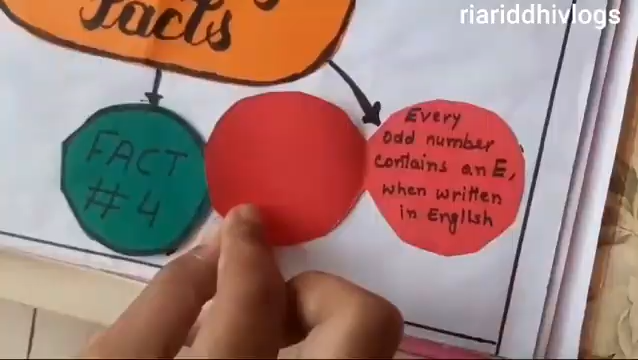 riariddhivlogs
Facts
FACT
# 4
Every
odd number
contains an E,
when written
in English